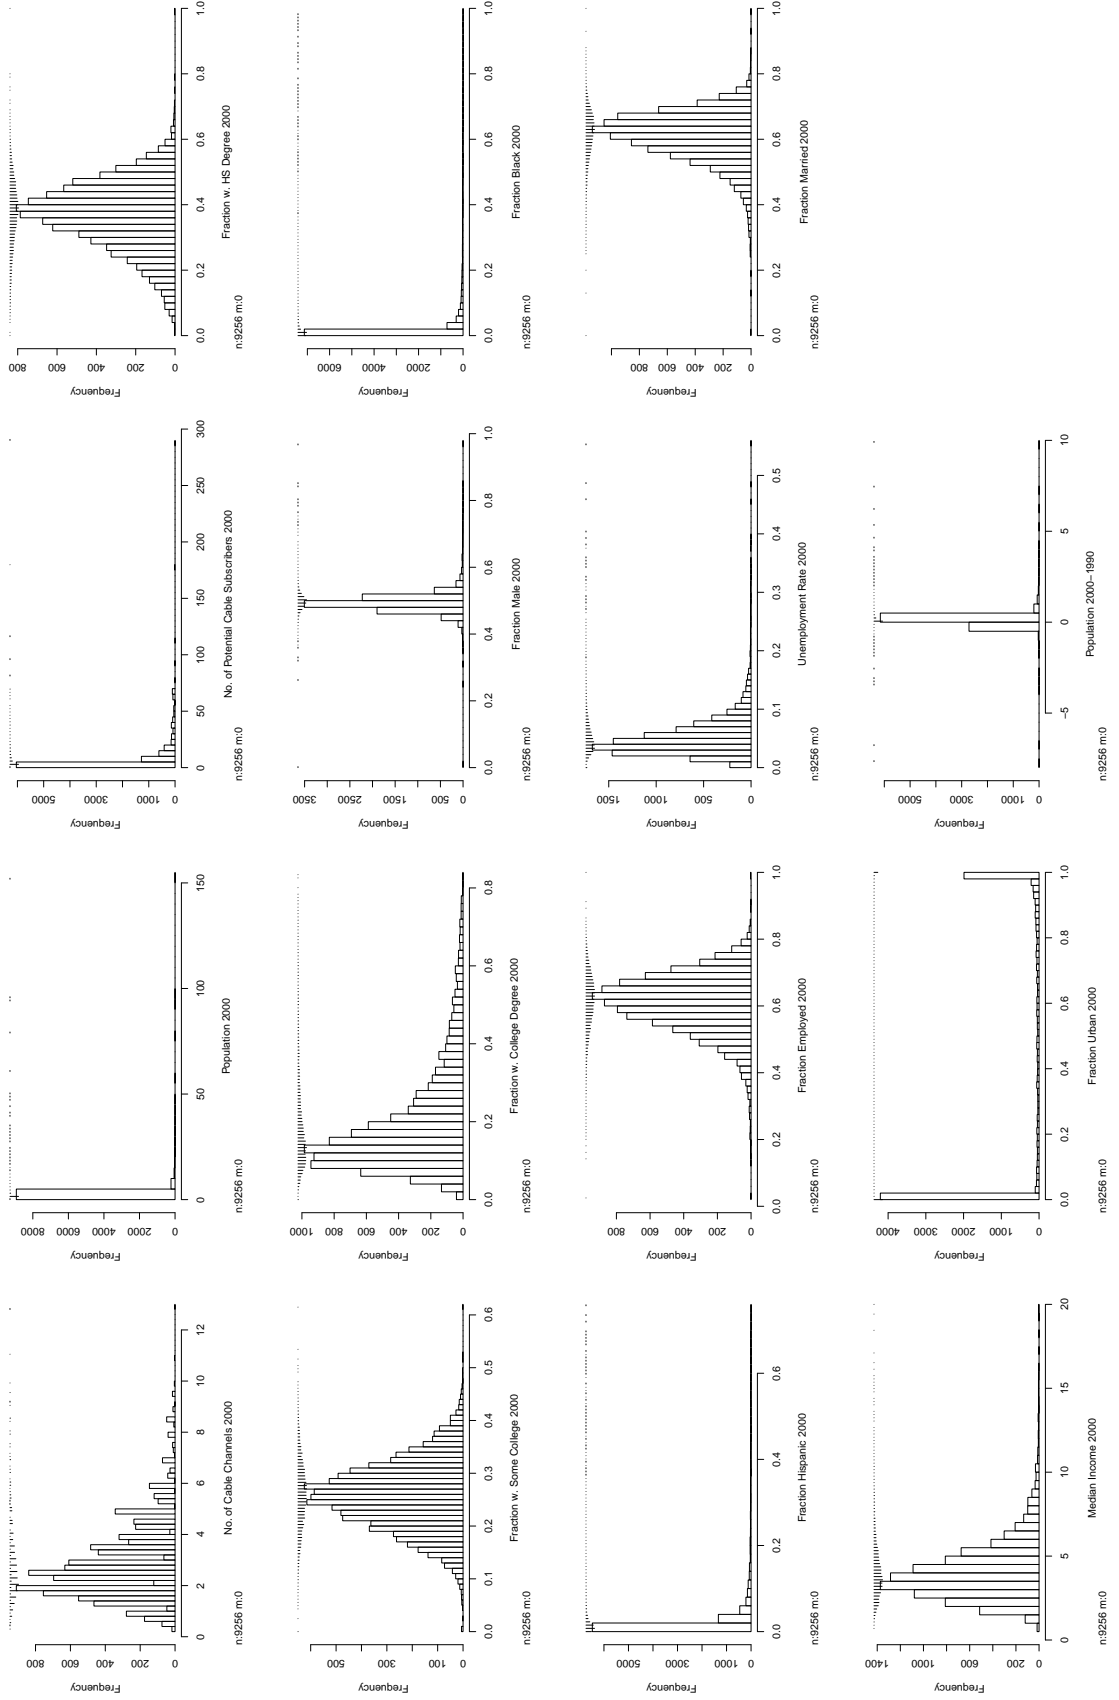 Frequency
0 200 400 600 800
0 2 4 6 8 10 12
No. of Cable Channels 2000
n:9256 m:0
Frequency
0 2000 4000 6000 8000
0 50 100 150
Population 2000
n:9256 m:0
Frequency
0 1000 3000 5000
0 50 100 150 200 250 300
No. of Potential Cable Subscribers 2000
n:9256 m:0
Frequency
0 200 400 600 800
0.0 0.2 0.4 0.6 0.8 1.0
Fraction w. HS Degree 2000
n:9256 m:0
Frequency
0 100 300 500
0.0 0.1 0.2 0.3 0.4 0.5 0.6
Fraction w. Some College 2000
n:9256 m:0
Frequency
0 200 400 600 800 1000
0.0 0.2 0.4 0.6 0.8
Fraction w. College Degree 2000
n:9256 m:0
Frequency
0 500 1500 2500 3500
0.0 0.2 0.4 0.6 0.8 1.0
Fraction Male 2000
n:9256 m:0
Frequency
0 2000 4000 6000
0.0 0.2 0.4 0.6 0.8 1.0
Fraction Black 2000
n:9256 m:0
Frequency
0 1000 3000 5000
0.0 0.2 0.4 0.6
Fraction Hispanic 2000
n:9256 m:0
Frequency
0 200 400 600 800
0.0 0.2 0.4 0.6 0.8 1.0
Fraction Employed 2000
n:9256 m:0
Frequency
0 500 1000 1500
0.0 0.1 0.2 0.3 0.4 0.5
Unemployment Rate 2000
n:9256 m:0
Frequency
0 200 400 600 800
0.0 0.2 0.4 0.6 0.8 1.0
Fraction Married 2000
n:9256 m:0
Frequency
0 200 600 1000 1400
0 5 10 15 20
Median Income 2000
n:9256 m:0
Frequency
0 1000 2000 3000 4000
0.0 0.2 0.4 0.6 0.8 1.0
Fraction Urban 2000
n:9256 m:0
Frequency
0 1000 3000 5000
−5 0 5 10
Population 2000−1990
n:9256 m:0